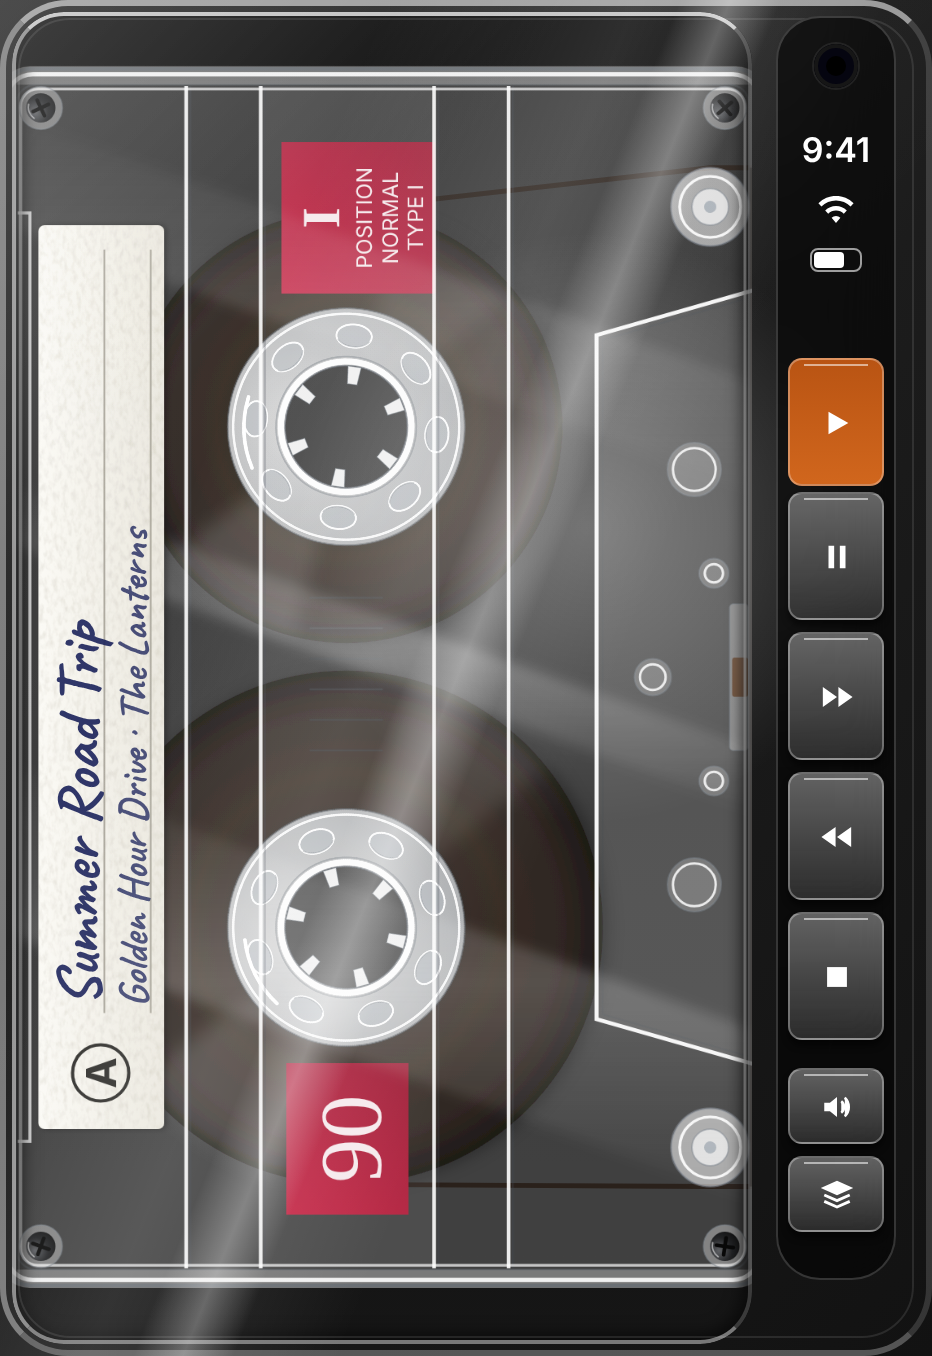 9:41
A
Summer Road Trip
Golden Hour Drive · The Lanterns
90
I
POSITION
NORMAL
TYPE I